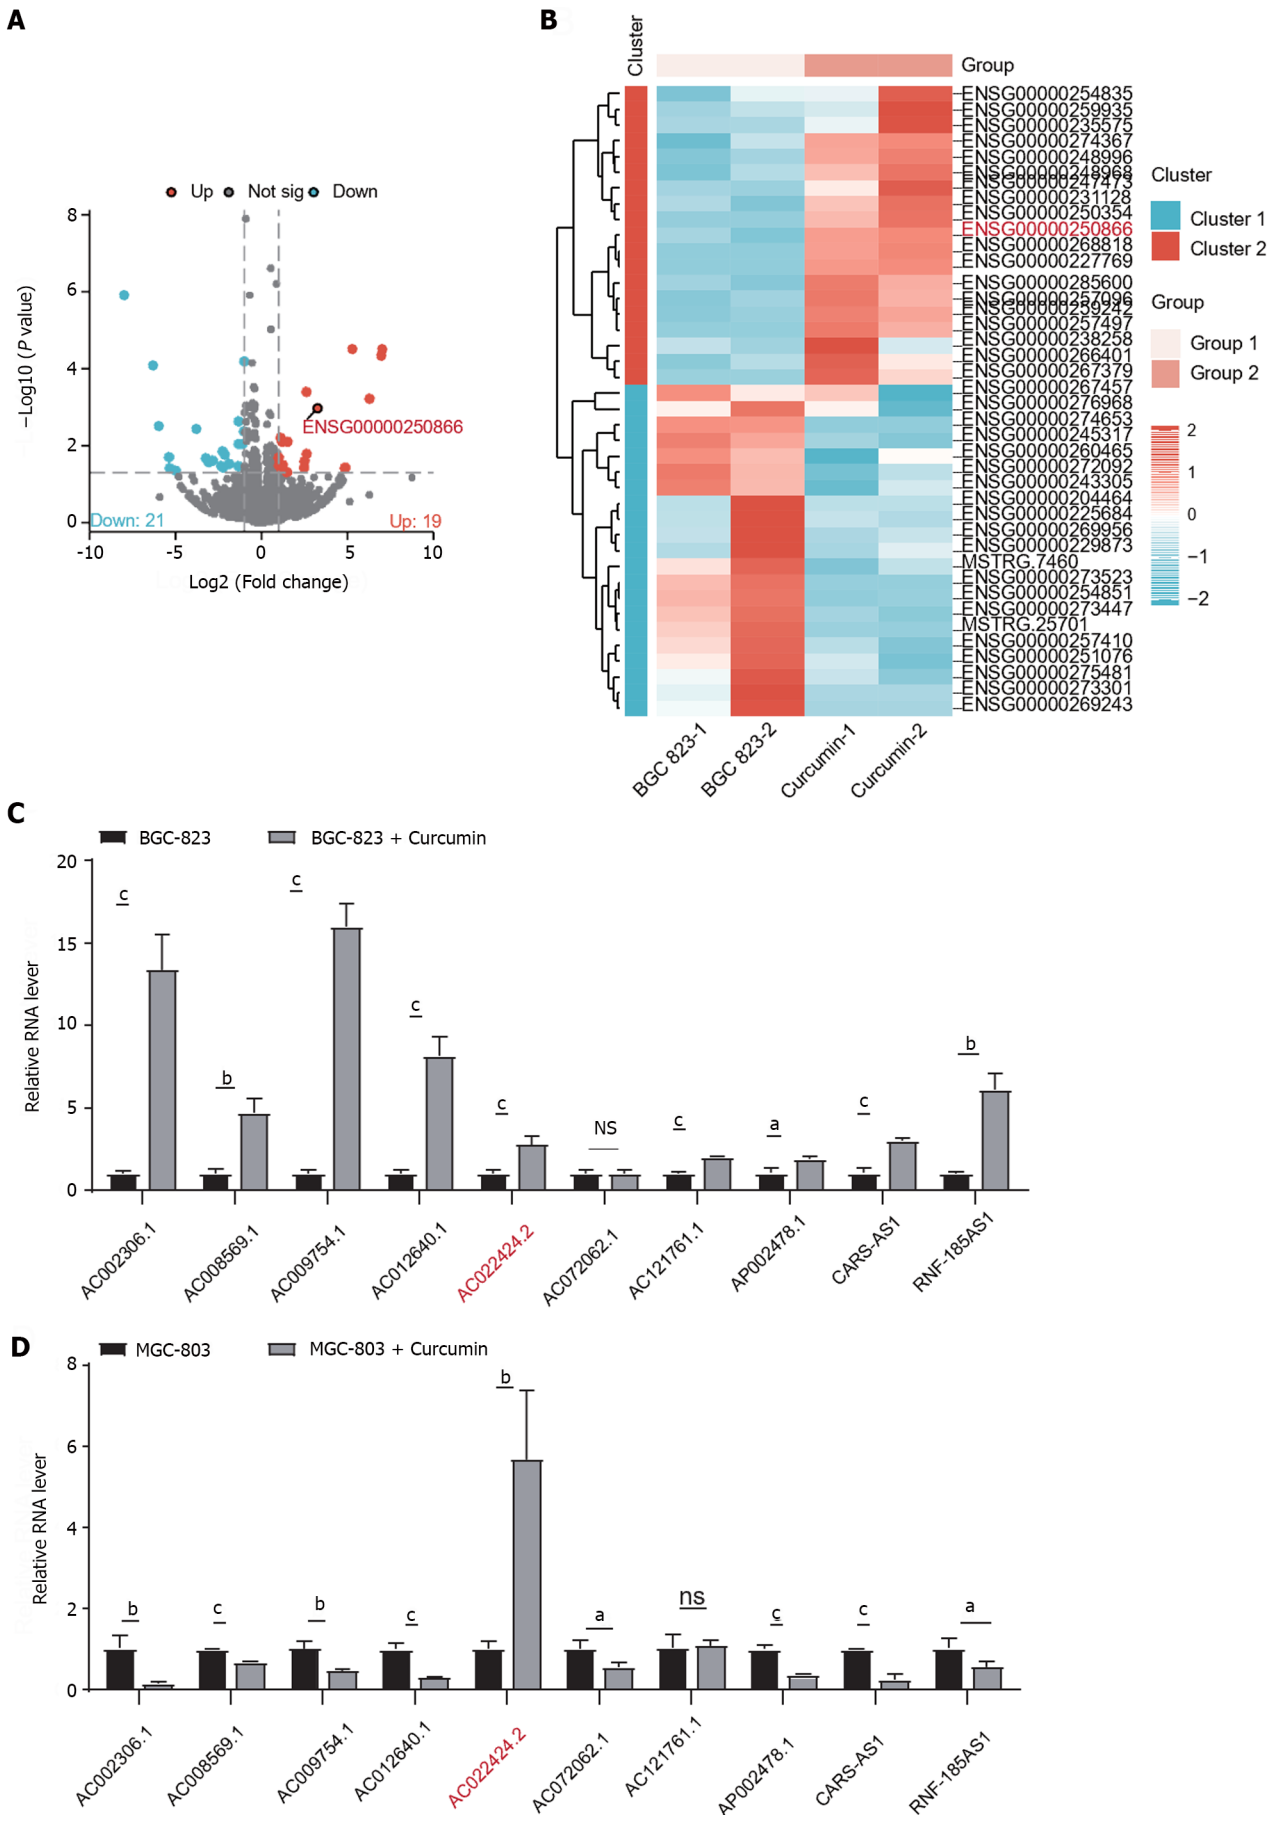 A
Up
Not sig
Down
8
6
4
2
0
−Log10 (P value)
ENSG00000250866
Down: 21
Up: 19
-10
-5
0
5
10
Log2 (Fold change)
B
Cluster
Group
ENSG00000254835
ENSG00000259935
ENSG00000235575
ENSG00000274367
ENSG00000248996
ENSG00000248968
ENSG00000247473
ENSG00000231128
ENSG00000250354
ENSG00000250866
ENSG00000268818
ENSG00000227769
ENSG00000285600
ENSG00000257096
ENSG00000259242
ENSG00000257497
ENSG00000238258
ENSG00000266401
ENSG00000267379
ENSG00000267457
ENSG00000276968
ENSG00000274653
ENSG00000245317
ENSG00000260465
ENSG00000272092
ENSG00000243305
ENSG00000204464
ENSG00000225684
ENSG00000269956
ENSG00000229873
MSTRG.7460
ENSG00000273523
ENSG00000254851
ENSG00000273447
MSTRG.25701
ENSG00000257410
ENSG00000251076
ENSG00000275481
ENSG00000273301
ENSG00000269243
BGC 823-1
BGC 823-2
Curcumin-1
Curcumin-2
Cluster
Cluster 1
Cluster 2
Group
Group 1
Group 2
2
1
0
−1
−2
C
BGC-823
BGC-823 + Curcumin
20
15
10
5
0
Relative RNA lever
c
b
c
c
c
NS
c
a
c
b
AC002306.1
AC008569.1
AC009754.1
AC012640.1
AC022424.2
AC072062.1
AC121761.1
AP002478.1
CARS-AS1
RNF-185AS1
D
MGC-803
MGC-803 + Curcumin
8
6
4
2
0
Relative RNA lever
b
c
b
c
b
a
ns
c
c
a
AC002306.1
AC008569.1
AC009754.1
AC012640.1
AC022424.2
AC072062.1
AC121761.1
AP002478.1
CARS-AS1
RNF-185AS1